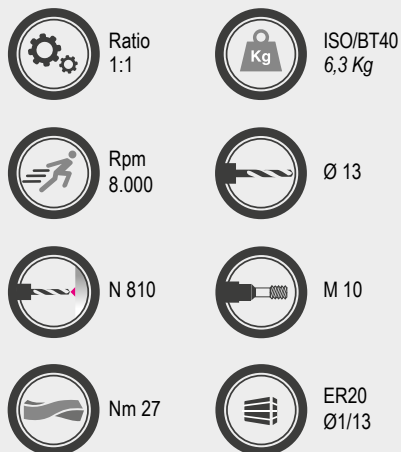 Ratio
1:1
ISO/BT40
6,3 Kg
Kg
Rpm
8.000
Ø 13
N 810
M 10
Nm 27
ER20
Ø1/13